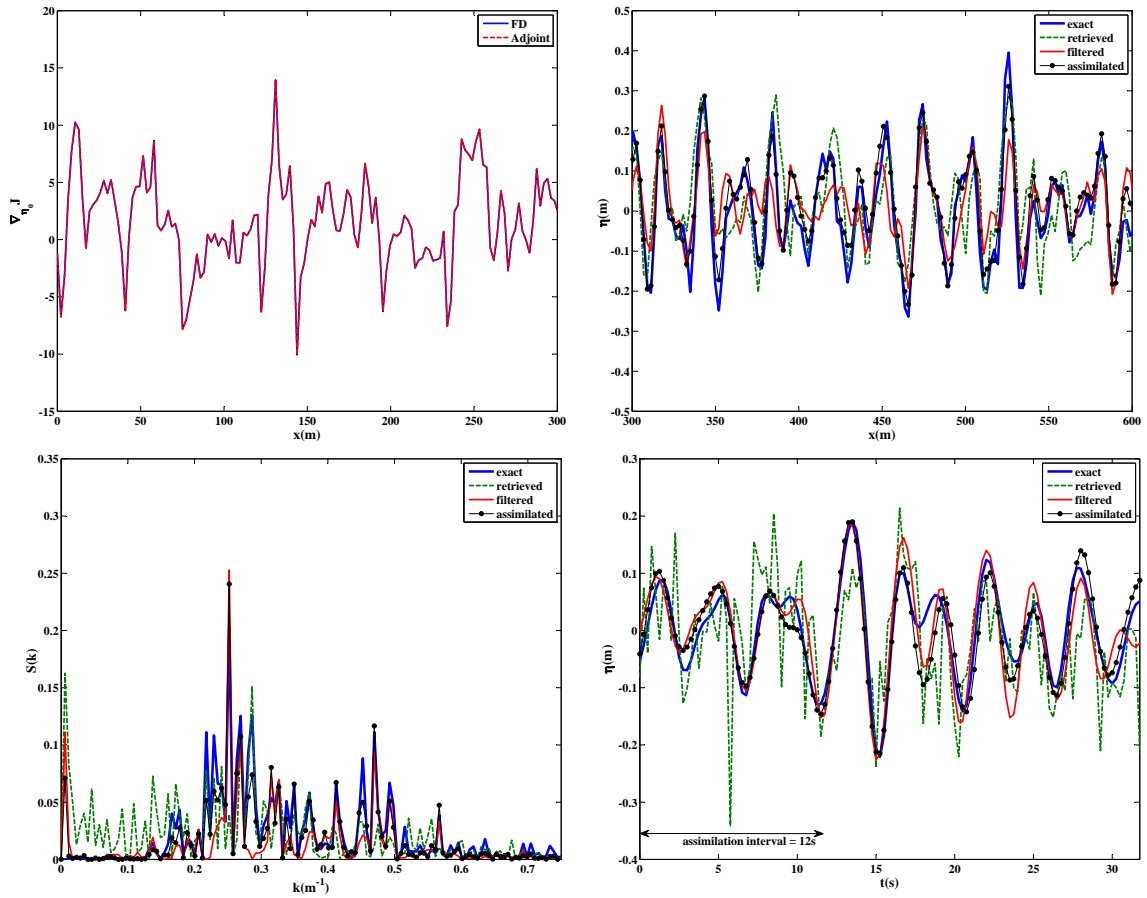 20
15
10
5
0
-5
-10
-15
0 50 100 150 200 250 300
x(m)
∇η₀J
FD
Adjoint
0.5
0.4
0.3
0.2
0.1
0
-0.1
-0.2
-0.3
-0.4
-0.5
300 350 400 450 500 550 600
x(m)
η(m)
exact
retrieved
filtered
assimilated
0.35
0.3
0.25
0.2
0.15
0.1
0.05
0
0 0.1 0.2 0.3 0.4 0.5 0.6 0.7
k(m⁻¹)
S(k)
exact
retrieved
filtered
assimilated
0.3
0.2
0.1
0
-0.1
-0.2
-0.3
-0.4
0 5 10 15 20 25 30
t(s)
η(m)
exact
retrieved
filtered
assimilated
assimilation interval = 12s